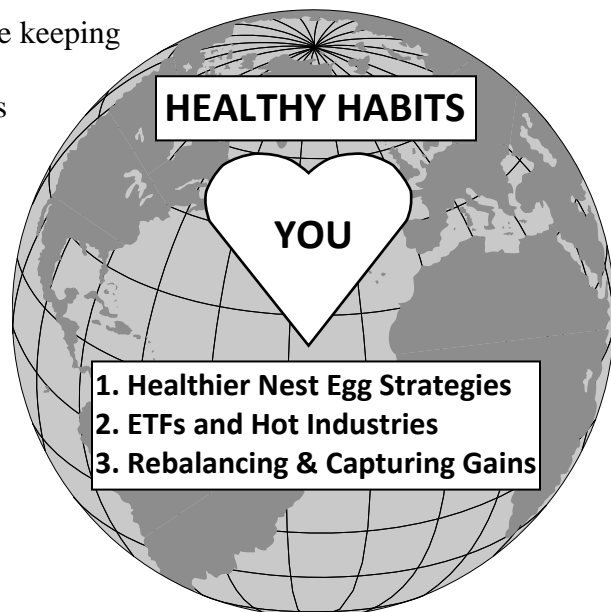 e keeping
s
HEALTHY HABITS
YOU
1. Healthier Nest Egg Strategies
2. ETFs and Hot Industries
3. Rebalancing & Capturing Gains